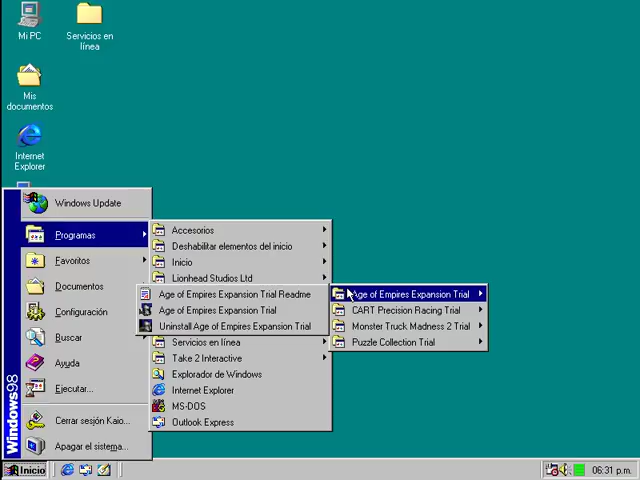 Mi PC
Servicios en
línea
Mis
documentos
Internet
Explorer
Windows Update
Programas
Favoritos
Documentos
Configuración
Buscar
Ayuda
Ejecutar...
Cerrar sesión Kaio...
Apagar el sistema...
Windows98
Accesorios
Deshabilitar elementos del inicio
Inicio
Lionhead Studios Ltd
Servicios en línea
Take 2 Interactive
Explorador de Windows
Internet Explorer
MS-DOS
Outlook Express
Age of Empires Expansion Trial
CART Precision Racing Trial
Monster Truck Madness 2 Trial
Puzzle Collection Trial
Age of Empires Expansion Trial Readme
Age of Empires Expansion Trial
Uninstall Age of Empires Expansion Trial
Inicio
06:31 p.m.